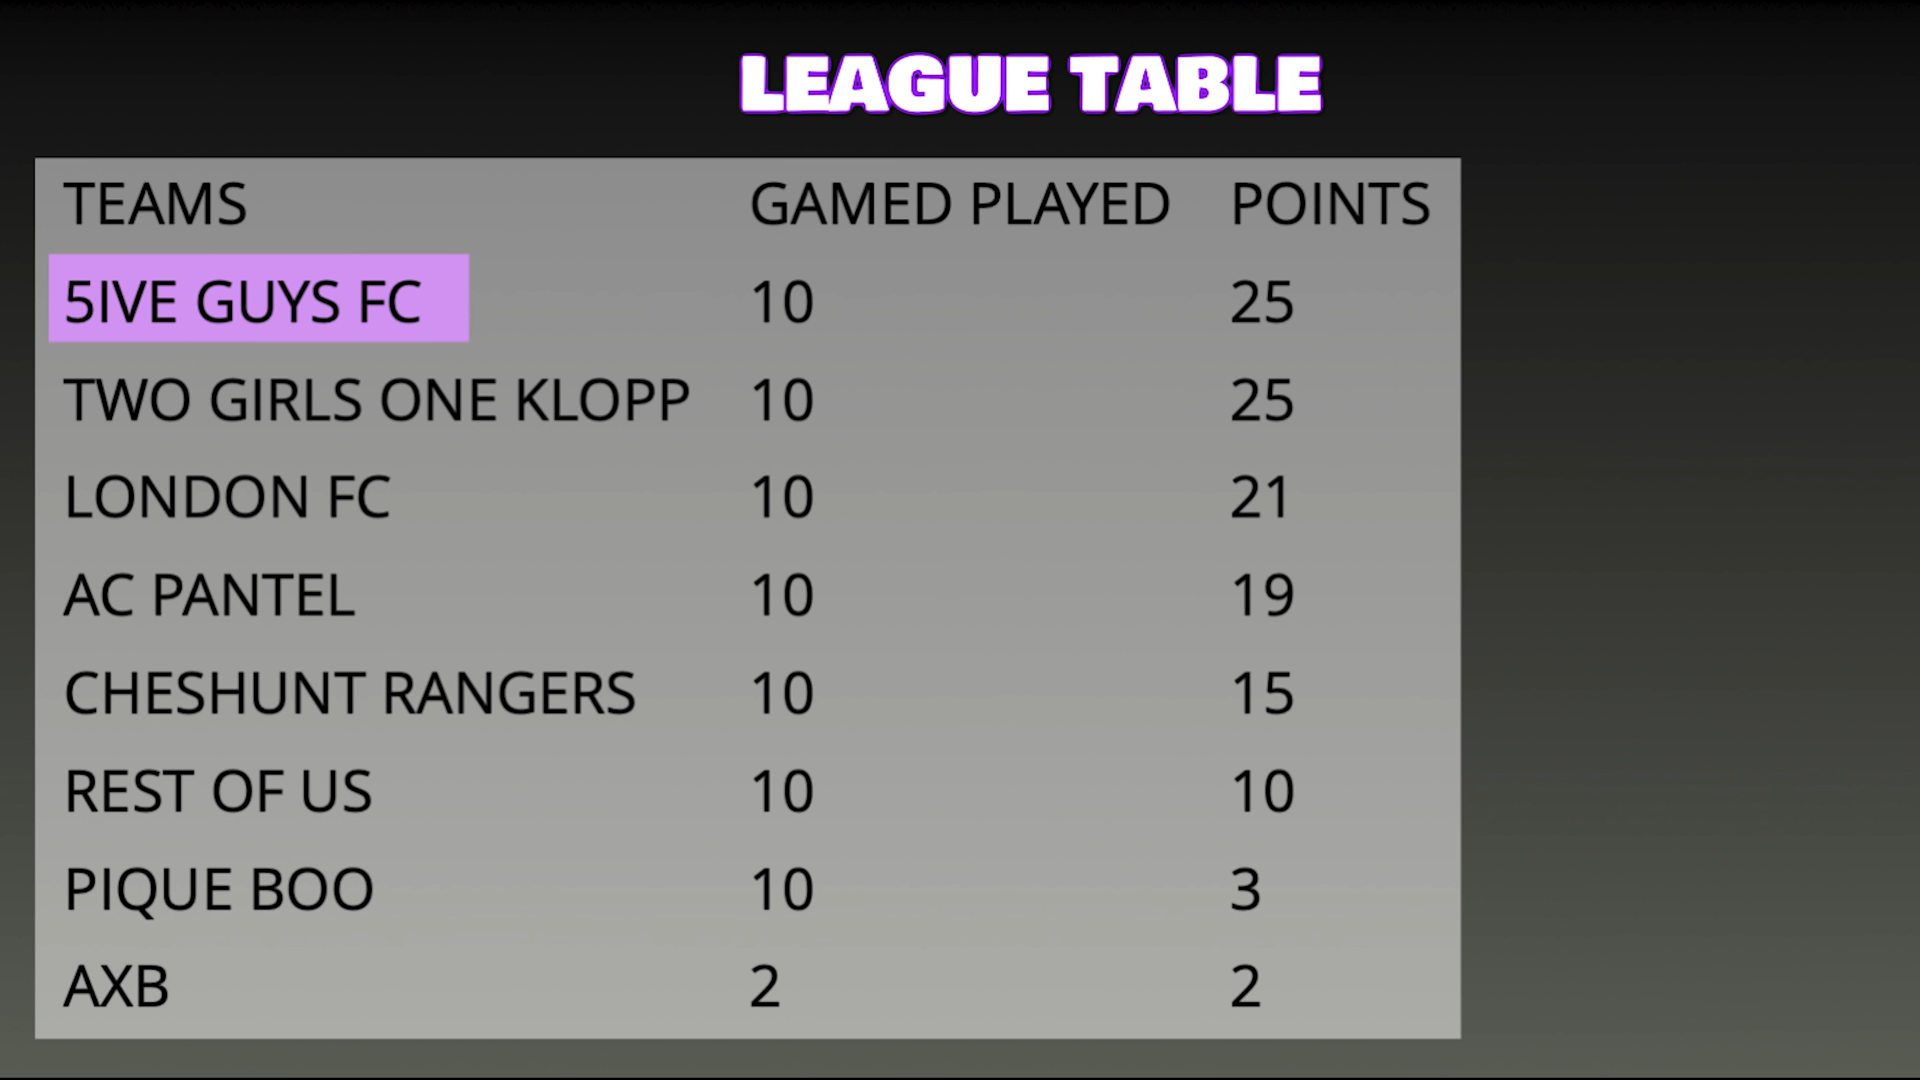 LEAGUE TABLE
TEAMS GAMED PLAYED POINTS
5IVE GUYS FC 10 25
TWO GIRLS ONE KLOPP 10 25
LONDON FC 10 21
AC PANTEL 10 19
CHESHUNT RANGERS 10 15
REST OF US 10 10
PIQUE BOO 10 3
AXB 2 2